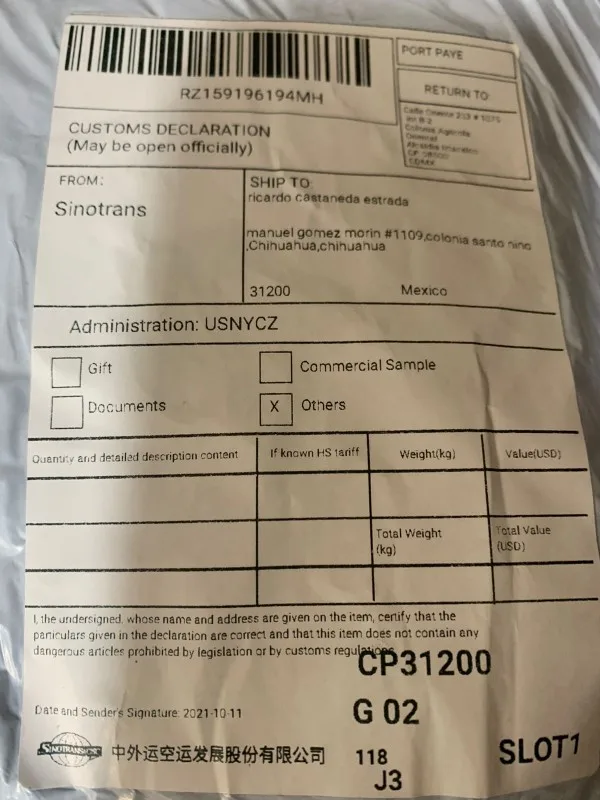 PORT PAYE
RZ159196194MH
RETURN TO:
CUSTOMS DECLARATION
(May be open officially)
Colonia Agricola
CP
CDMX
FROM:
Sinotrans
SHIP TO:
ricardo castaneda estrada
manuel gomez morin #1109,colonia santo nino
,Chihuahua,chihuahua
31200 Mexico
Administration: USNYCZ
Gift
Commercial Sample
Documents
X Others
Quantity and detailed description content
If known HS tariff
Weight(kg)
Value(USD)
Total Weight
(kg)
Total Value
(USD)
I, the undersigned, whose name and address are given on the item, certify that the
particulars given in the declaration are correct and that this item does not contain any
dangerous articles prohibited by legislation or by customs regulations
CP31200
G 02
Date and Sender's Signature: 2021-10-11
SINOTRANS
中外运空运发展股份有限公司
118
J3
SLOT1